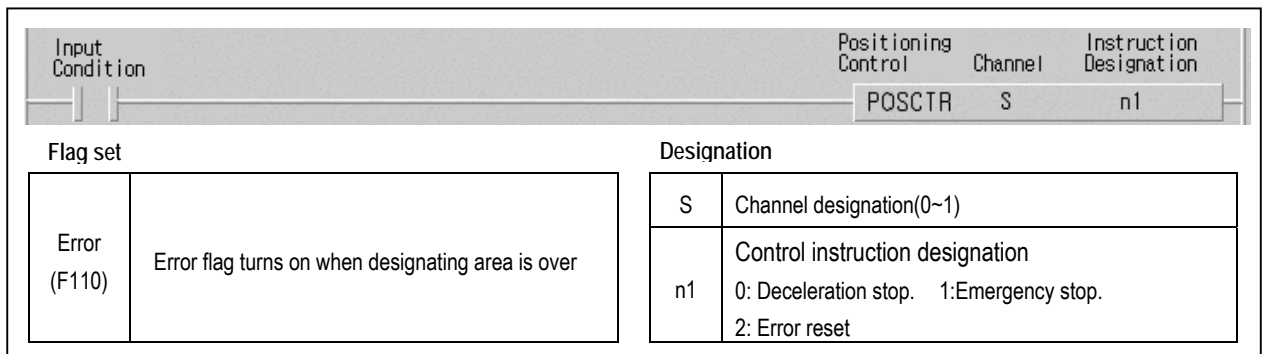 Input Condition
Positioning Control
Channel
Instruction Designation
POSCTR S n1
Flag set
Error (F110)
Error flag turns on when designating area is over
Designation
S Channel designation(0~1)
n1
Control instruction designation
0: Deceleration stop. 1:Emergency stop.
2: Error reset